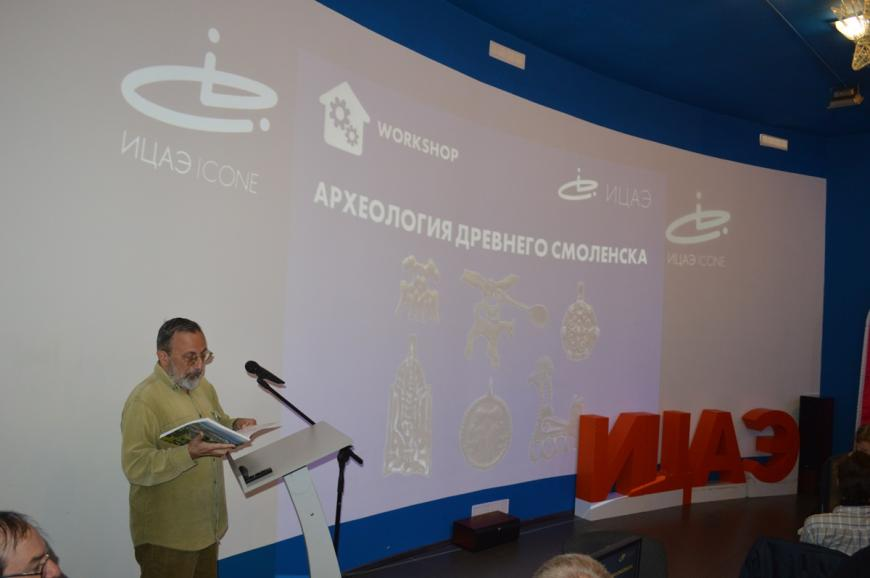 ИЦАЭ ICONE
WORKSHOP
ИЦАЭ
АРХЕОЛОГИЯ ДРЕВНЕГО СМОЛЕНСКА
ИЦАЭ ICONE
ИЦАЭ